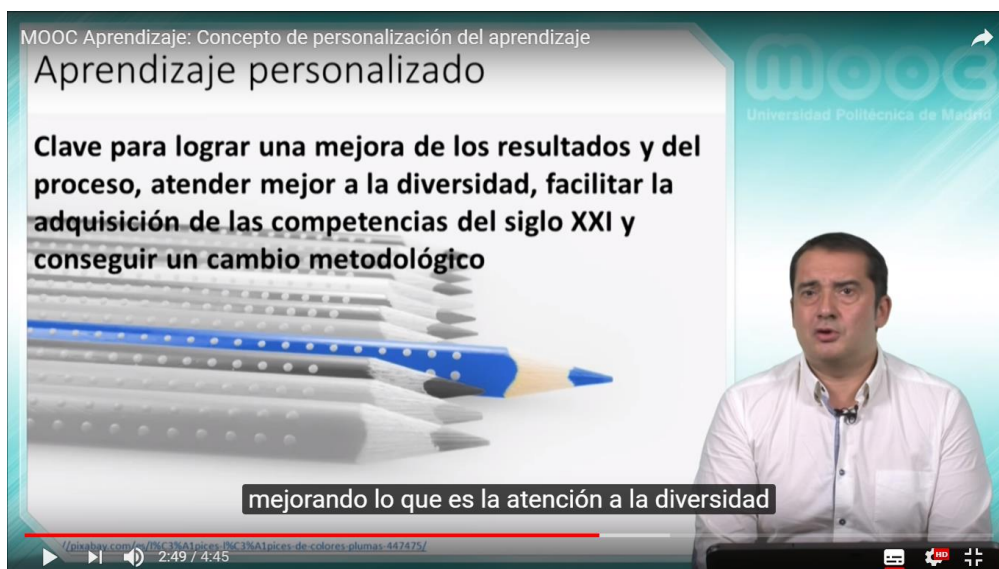 MOOC Aprendizaje: Concepto de personalización del aprendizaje
Aprendizaje personalizado
mooc
Universidad Politécnica de Madrid
Clave para lograr una mejora de los resultados y del
proceso, atender mejor a la diversidad, facilitar la
adquisición de las competencias del siglo XXI y
conseguir un cambio metodológico
mejorando lo que es la atención a la diversidad
//pixabay.com/es/l%C3%A1pices-l%C3%A1pices-de-colores-plumas-447475/
2:49 / 4:45
HD